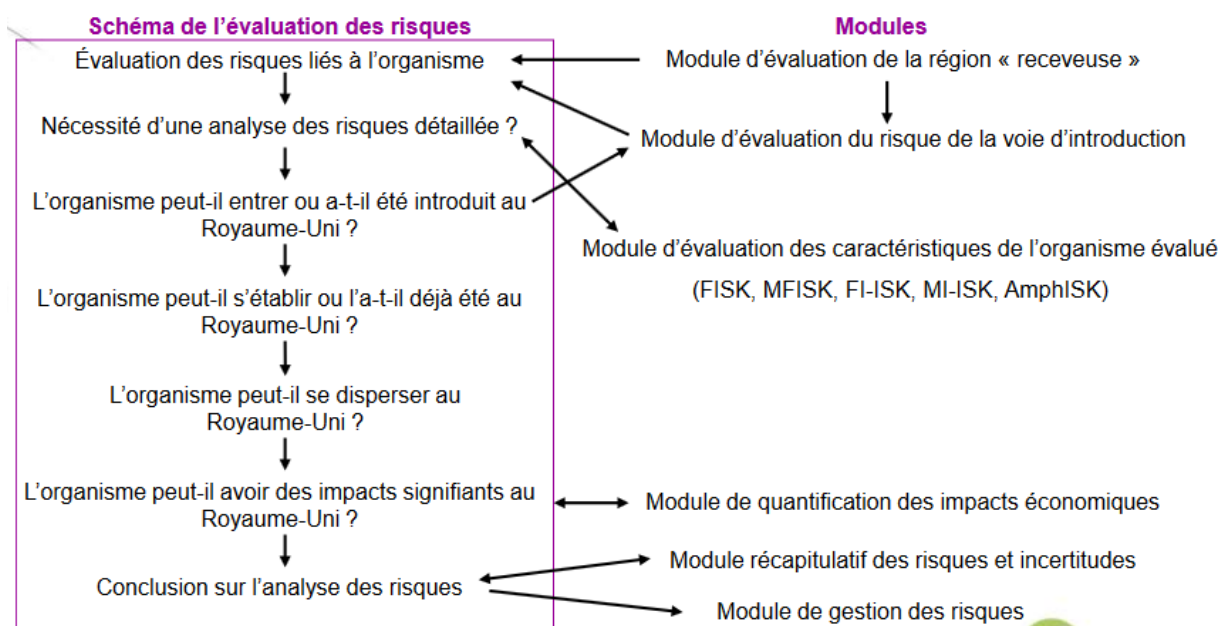 Schéma de l'évaluation des risques
Évaluation des risques liés à l'organisme
Nécessité d'une analyse des risques détaillée ?
L'organisme peut-il entrer ou a-t-il été introduit au
Royaume-Uni ?
L'organisme peut-il s'établir ou l'a-t-il déjà été au
Royaume-Uni ?
L'organisme peut-il se disperser au
Royaume-Uni ?
L'organisme peut-il avoir des impacts signifiants au
Royaume-Uni ?
Conclusion sur l'analyse des risques
Modules
Module d'évaluation de la région « receveuse »
Module d'évaluation du risque de la voie d'introduction
Module d'évaluation des caractéristiques de l'organisme évalué
(FISK, MFISK, FI-ISK, MI-ISK, AmphISK)
Module de quantification des impacts économiques
Module récapitulatif des risques et incertitudes
Module de gestion des risques